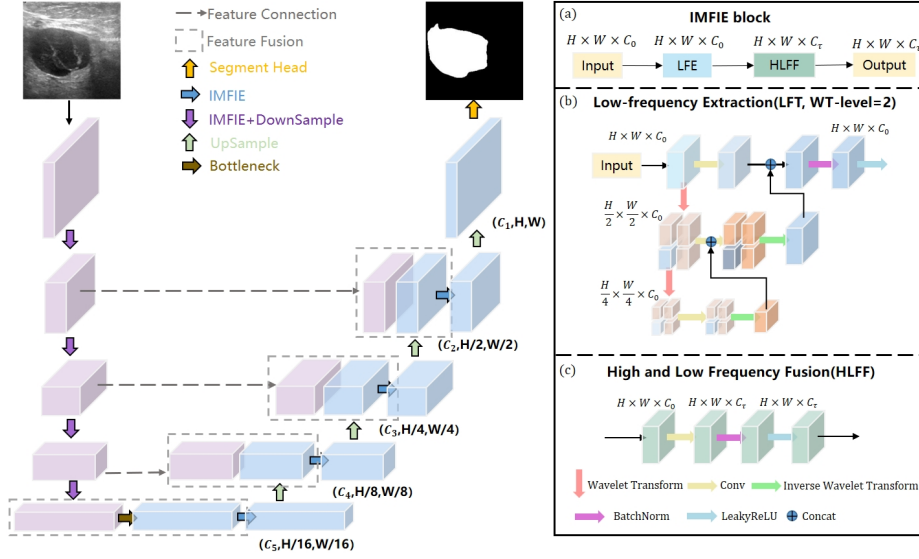 Feature Connection
Feature Fusion
Segment Head
IMFIE
IMFIE+DownSample
UpSample
Bottleneck
(C₁,H,W)
(C₂,H/2,W/2)
(C₃,H/4,W/4)
(C₄,H/8,W/8)
(C₅,H/16,W/16)
(a) IMFIE block
H × W × C₀ H × W × C₀ H × W × Cτ H × W × Cτ
Input LFE HLFF Output
(b) Low-frequency Extraction(LFT, WT-level=2)
H × W × C₀ H × W × C₀
Input
H/2 × W/2 × C₀
H/4 × W/4 × C₀
(c) High and Low Frequency Fusion(HLFF)
H × W × C₀ H × W × Cτ H × W × Cτ
Wavelet Transform Conv Inverse Wavelet Transform
BatchNorm LeakyReLU Concat